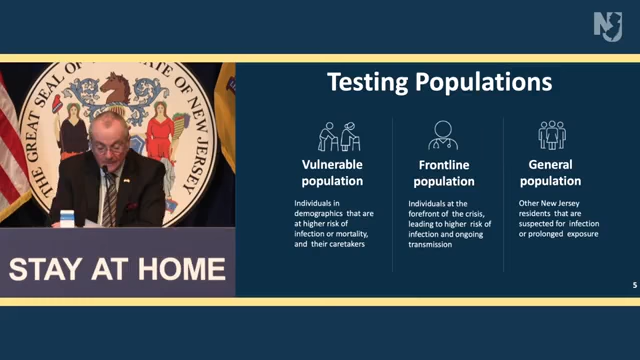 NJ
THE GREAT SEAL OF THE STATE OF NEW JERSEY
STAY AT HOME
Testing Populations
Vulnerable
population
Individuals in
demographics that are
at higher risk of
infection or mortality,
and their caretakers
Frontline
population
Individuals at the
forefront of the crisis,
leading to higher risk of
infection and ongoing
transmission
General
population
Other New Jersey
residents that are
suspected for infection
or prolonged exposure
5